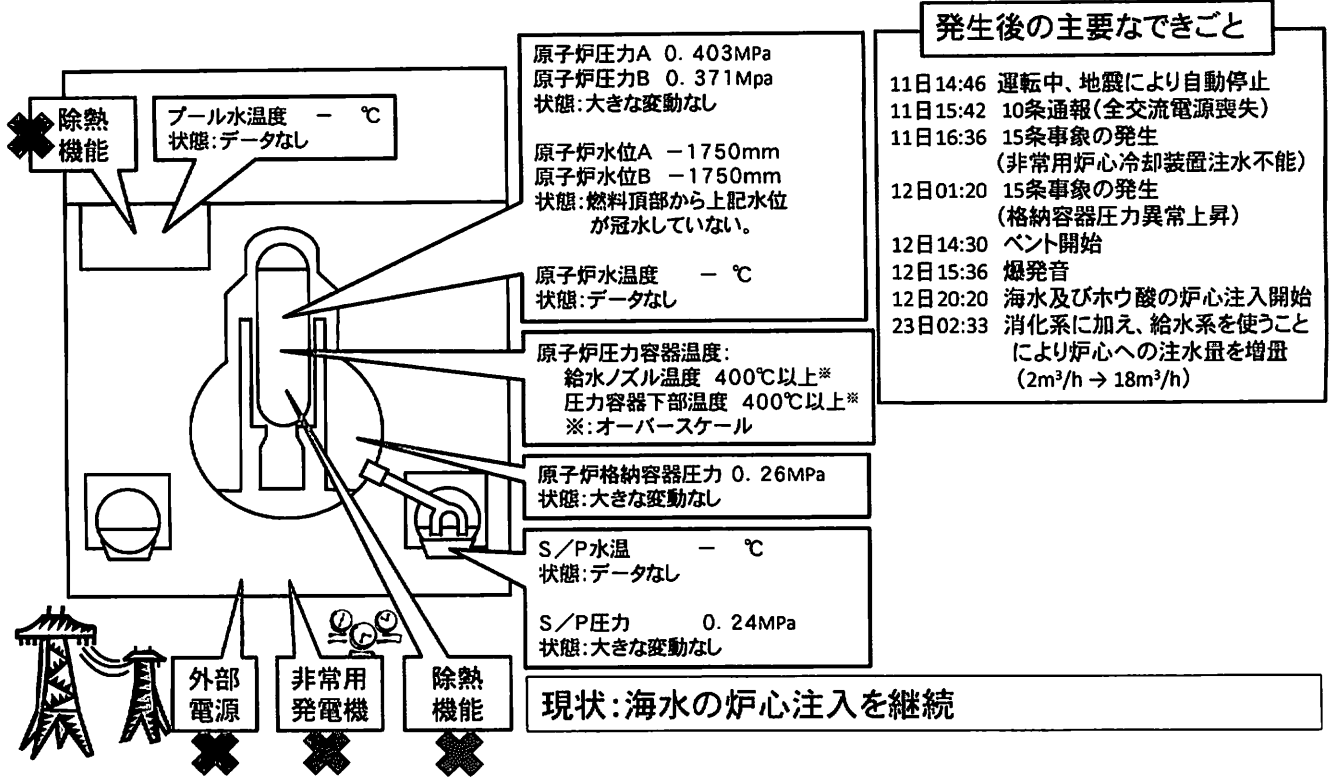 発生後の主要なできごと
11日14:46 運転中、地震により自動停止
11日15:42 10条通報(全交流電源喪失)
11日16:36 15条事象の発生
(非常用炉心冷却装置注水不能)
12日01:20 15条事象の発生
(格納容器圧力異常上昇)
12日14:30 ベント開始
12日15:36 爆発音
12日20:20 海水及びホウ酸の炉心注入開始
23日02:33 消化系に加え、給水系を使うこと
により炉心への注水量を増量
(2m³/h → 18m³/h)
除熱
機能
プール水温度 － ℃
状態:データなし
原子炉圧力A 0. 403MPa
原子炉圧力B 0. 371Mpa
状態:大きな変動なし
原子炉水位A －1750mm
原子炉水位B －1750mm
状態:燃料頂部から上記水位
が冠水していない。
原子炉水温度 － ℃
状態:データなし
原子炉圧力容器温度:
給水ノズル温度 400℃以上※
圧力容器下部温度 400℃以上※
※:オーバースケール
原子炉格納容器圧力 0. 26MPa
状態:大きな変動なし
S／P水温 － ℃
状態:データなし
S／P圧力 0. 24MPa
状態:大きな変動なし
外部
電源
非常用
発電機
除熱
機能
現状:海水の炉心注入を継続